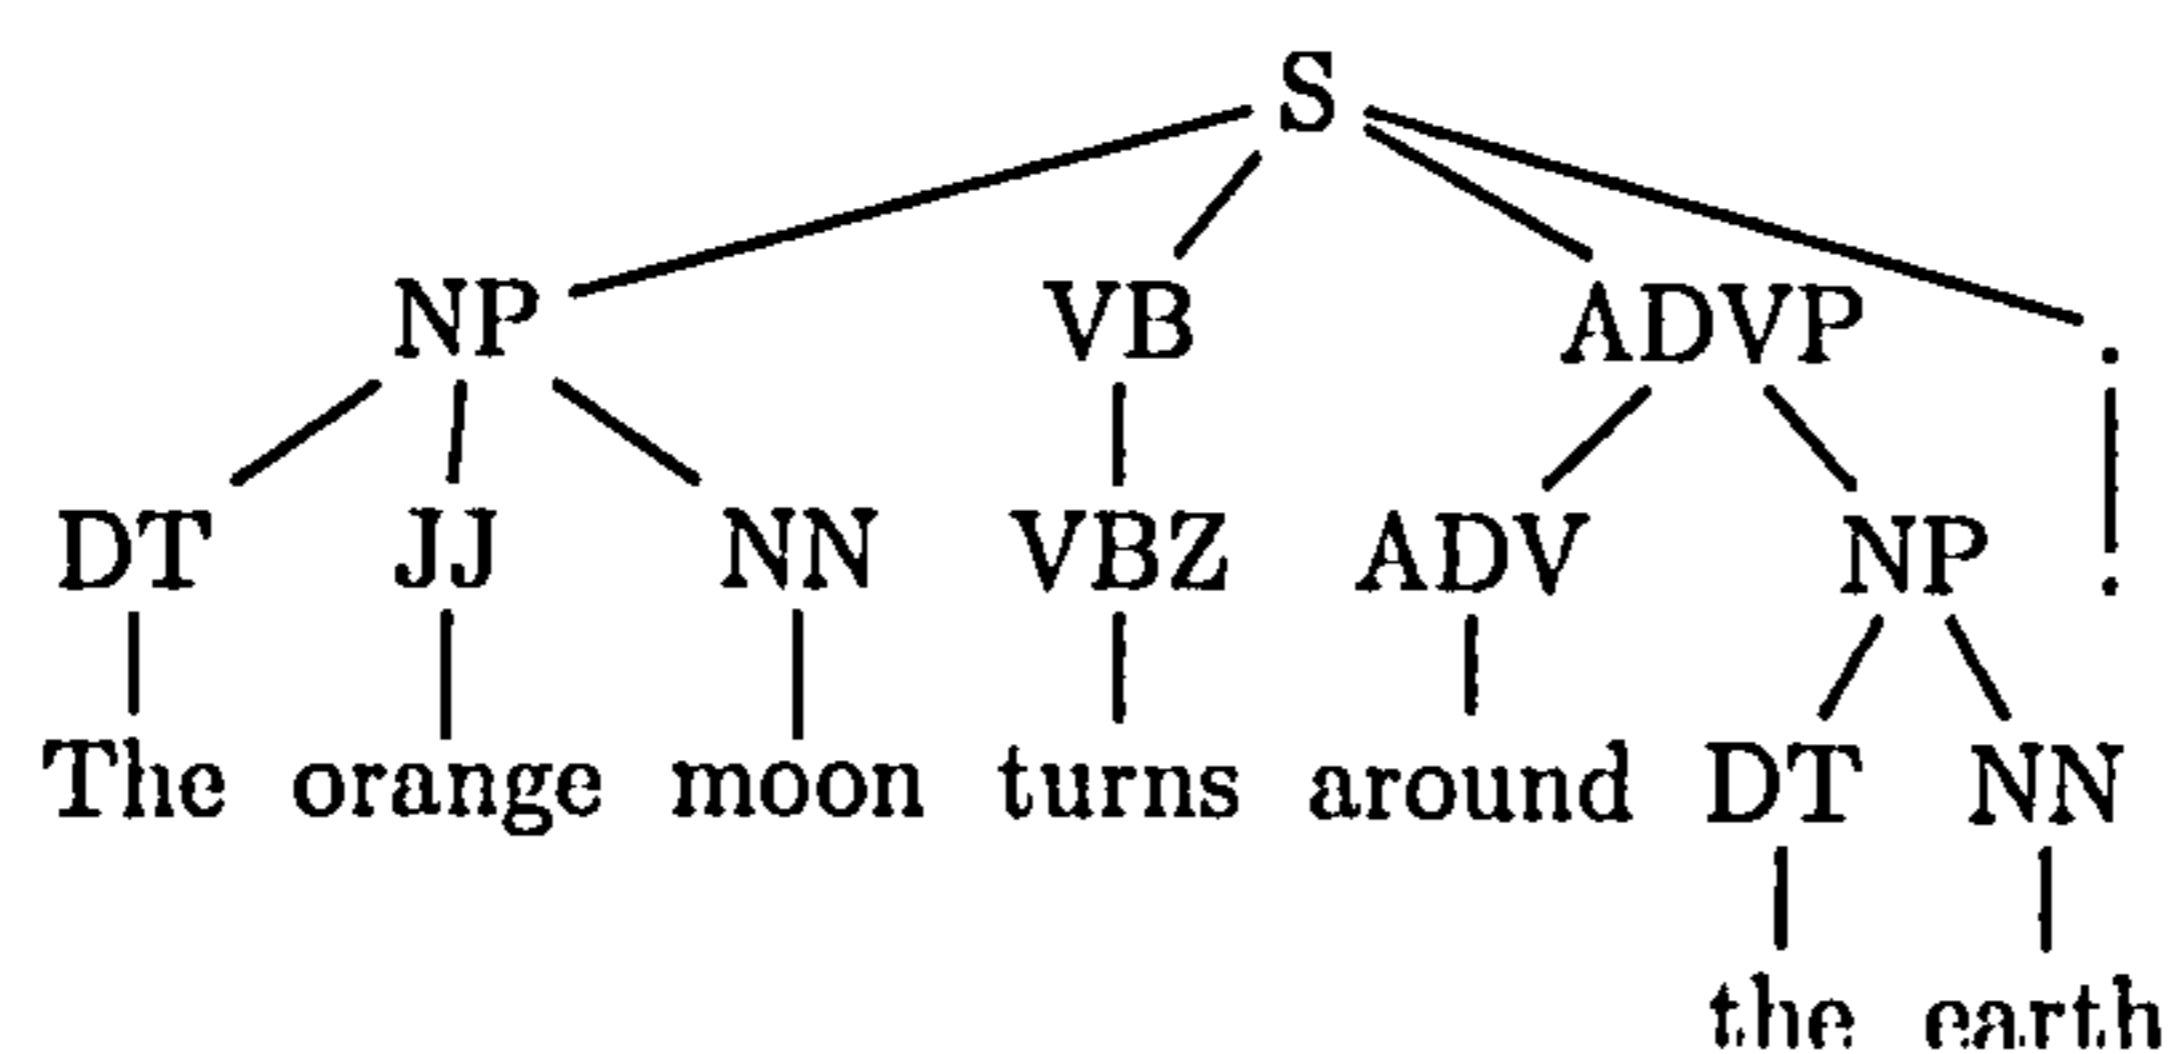 S
NP VB ADVP .
DT JJ NN VBZ ADV NP .
The orange moon turns around DT NN
the earth